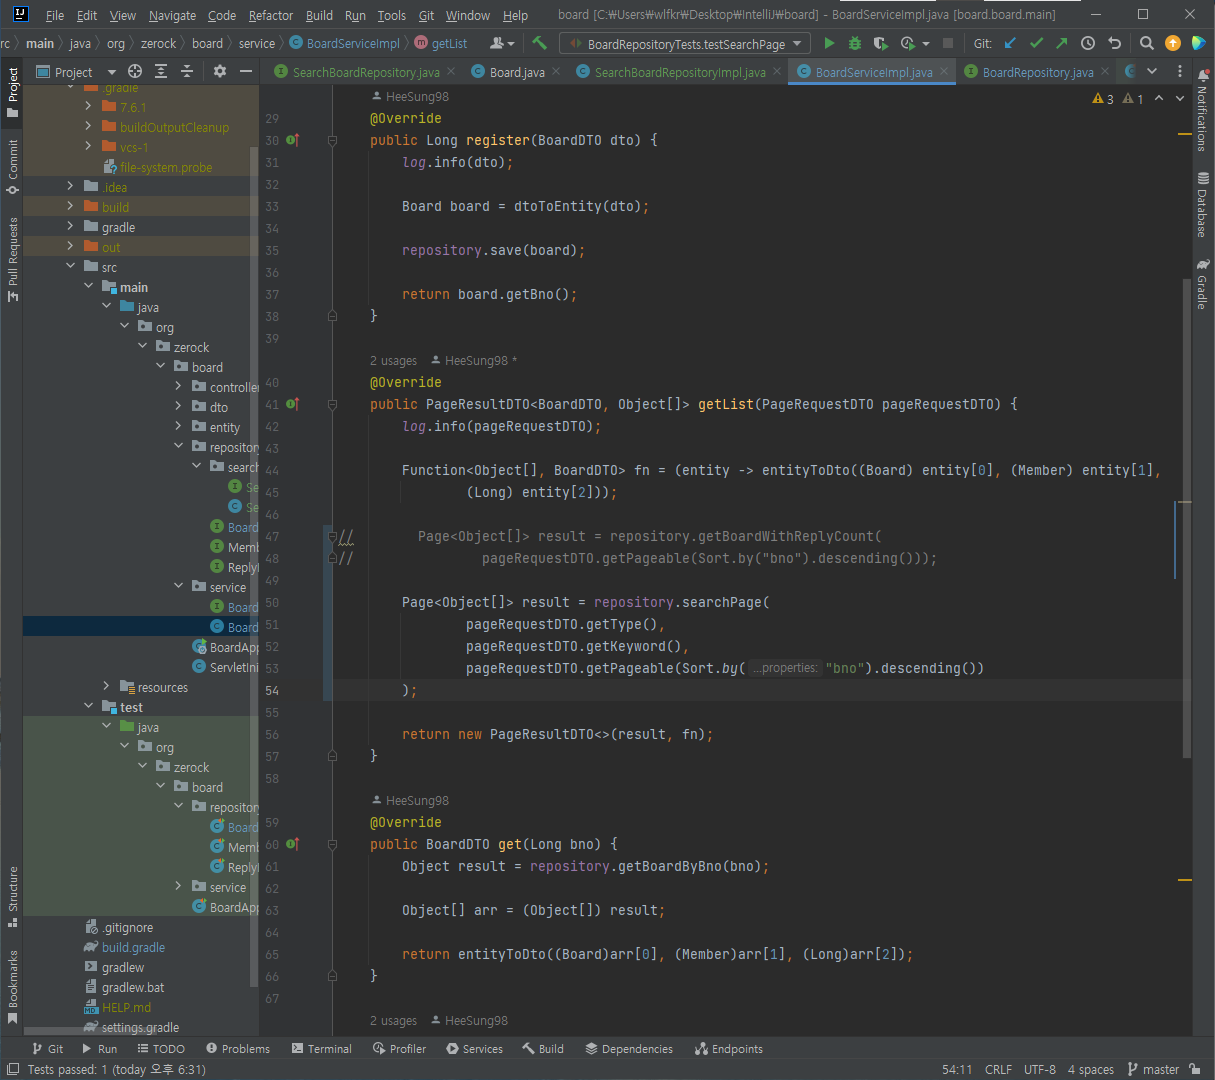 File Edit View Navigate Code Refactor Build Run Tools Git Window Help board [C:₩Users₩wlfkr₩Desktop₩IntelliJ₩board] - BoardServiceImpl.java [board.board.main]
rc main java org zerock board service BoardServiceImpl getList BoardRepositoryTests.testSearchPage Git:
Project SearchBoardRepository.java Board.java SearchBoardRepositoryImpl.java BoardServiceImpl.java BoardRepository.java
Project
Commit
Pull Requests
Structure
Bookmarks
.gradle
7.6.1
buildOutputCleanup
vcs-1
file-system.probe
.idea
build
gradle
out
src
main
java
org
zerock
board
controller
dto
entity
repository
search
Se
Se
Board
Memb
Reply
service
Board
Board
BoardApp
ServletIni
resources
test
java
org
zerock
board
repository
Board
Memb
Reply
service
BoardApp
.gitignore
build.gradle
gradlew
gradlew.bat
HELP.md
settings.gradle
HeeSung98
3 1
29 @Override
30 public Long register(BoardDTO dto) {
31 log.info(dto);
32
33 Board board = dtoToEntity(dto);
34
35 repository.save(board);
36
37 return board.getBno();
38 }
39
2 usages HeeSung98 *
40 @Override
41 public PageResultDTO<BoardDTO, Object[]> getList(PageRequestDTO pageRequestDTO) {
42 log.info(pageRequestDTO);
43
44 Function<Object[], BoardDTO> fn = (entity -> entityToDto((Board) entity[0], (Member) entity[1],
45 (Long) entity[2]));
46
47 // Page<Object[]> result = repository.getBoardWithReplyCount(
48 // pageRequestDTO.getPageable(Sort.by("bno").descending()));
49
50 Page<Object[]> result = repository.searchPage(
51 pageRequestDTO.getType(),
52 pageRequestDTO.getKeyword(),
53 pageRequestDTO.getPageable(Sort.by( ...properties: "bno").descending())
54 );
55
56 return new PageResultDTO<>(result, fn);
57 }
58
HeeSung98
59 @Override
60 public BoardDTO get(Long bno) {
61 Object result = repository.getBoardByBno(bno);
62
63 Object[] arr = (Object[]) result;
64
65 return entityToDto((Board)arr[0], (Member)arr[1], (Long)arr[2]);
66 }
67
2 usages HeeSung98
Notifications
Database
Gradle
Git Run TODO Problems Terminal Profiler Services Build Dependencies Endpoints
Tests passed: 1 (today 오후 6:31) 54:11 CRLF UTF-8 4 spaces master